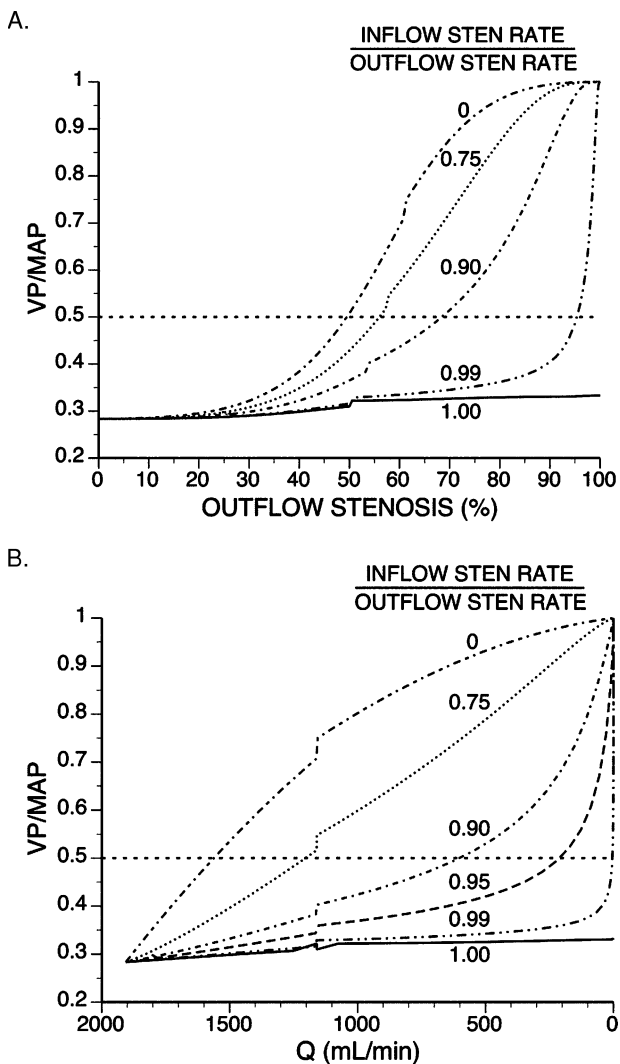 A.
INFLOW STEN RATE
OUTFLOW STEN RATE
1
0.9
0.8
0.7
0.6
0.5
0.4
0.3
0.2
VP/MAP
0
0.75
0.90
0.99
1.00
0 10 20 30 40 50 60 70 80 90 100
OUTFLOW STENOSIS (%)
B.
INFLOW STEN RATE
OUTFLOW STEN RATE
1
0.9
0.8
0.7
0.6
0.5
0.4
0.3
0.2
VP/MAP
0
0.75
0.90
0.95
0.99
1.00
2000 1500 1000 500 0
Q (mL/min)